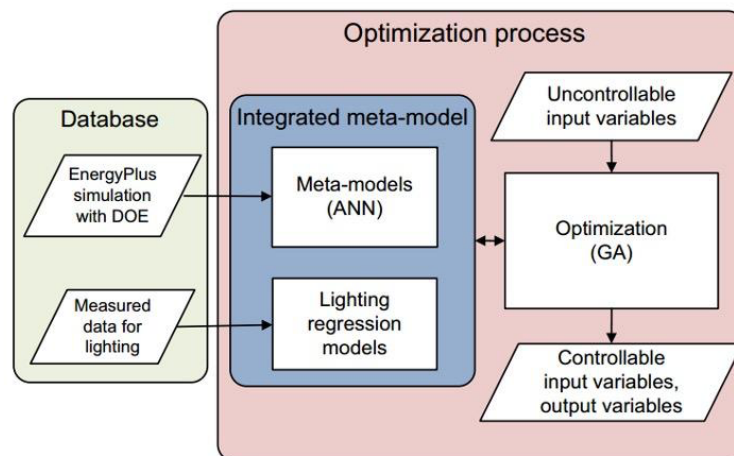 Optimization process
Database
EnergyPlus
simulation
with DOE
Measured
data for
lighting
Integrated meta-model
Meta-models
(ANN)
Lighting
regression
models
Uncontrollable
input variables
Optimization
(GA)
Controllable
input variables,
output variables